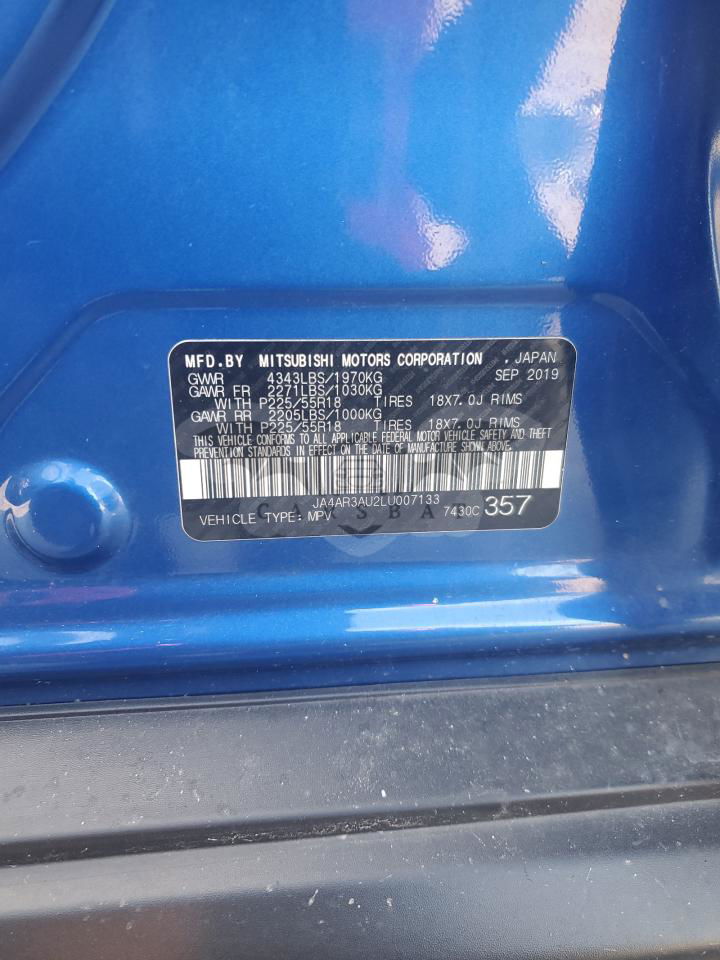 MFD.BY MITSUBISHI MOTORS CORPORATION , JAPAN
GVWR 4343LBS/1970KG SEP 2019
GAWR FR 2271LBS/1030KG
WITH P225/55R18 TIRES 18X7.0J RIMS
GAWR RR 2205LBS/1000KG
WITH P225/55R18 TIRES 18X7.0J RIMS
THIS VEHICLE CONFORMS TO ALL APPLICABLE FEDERAL MOTOR VEHICLE SAFETY AND THEFT
PREVENTION STANDARDS IN EFFECT ON THE DATE OF MANUFACTURE SHOWN ABOVE.
JA4AR3AU2LU007133
VEHICLE TYPE: MPV 7430C 357
CARSBAT